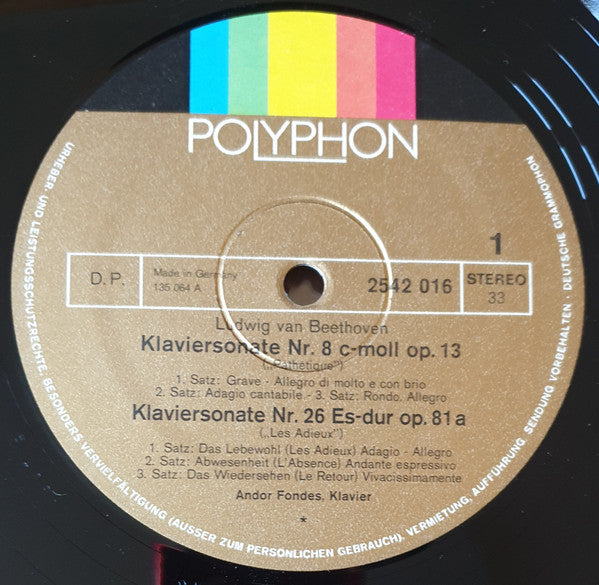 POLYPHON
1
D.P.
Made in Germany
135 064 A
2542 016
STEREO
33
Ludwig van Beethoven
Klaviersonate Nr. 8 c-moll op. 13
(„Pathétique”)
1. Satz: Grave - Allegro di molto e con brio
2. Satz: Adagio cantabile - 3. Satz: Rondo. Allegro
Klaviersonate Nr. 26 Es-dur op. 81 a
(„Les Adieux”)
1. Satz: Das Lebewohl (Les Adieux) Adagio - Allegro
2. Satz: Abwesenheit (L'Absence) Andante espressivo
3. Satz: Das Wiedersehen (Le Retour) Vivacissimamente
Andor Fondes, Klavier
*
URHEBER- UND LEISTUNGSSCHUTZRECHTE, BESONDERS VERVIELFÄLTIGUNG (AUSSER ZUM PERSÖNLICHEN GEBRAUCH), VERMIETUNG, AUFFÜHRUNG, SENDUNG VORBEHALTEN · DEUTSCHE GRAMMOPHON